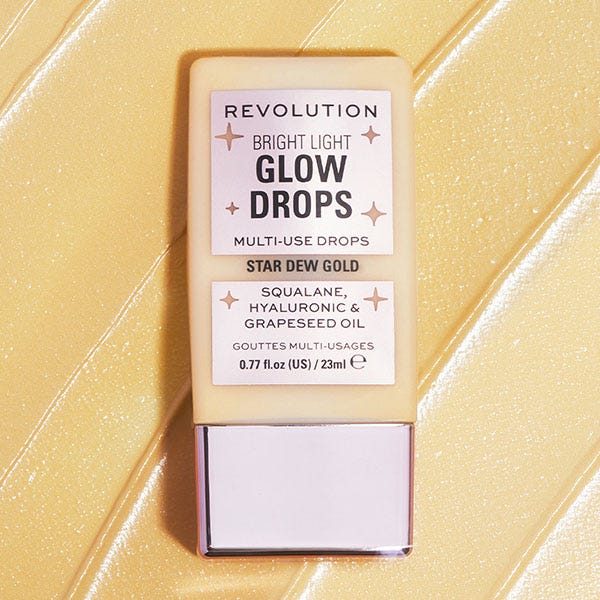 REVOLUTION
BRIGHT LIGHT
GLOW
DROPS
MULTI-USE DROPS
STAR DEW GOLD
SQUALANE,
HYALURONIC &
GRAPESEED OIL
GOUTTES MULTI-USAGES
0.77 fl.oz (US) / 23ml ℮